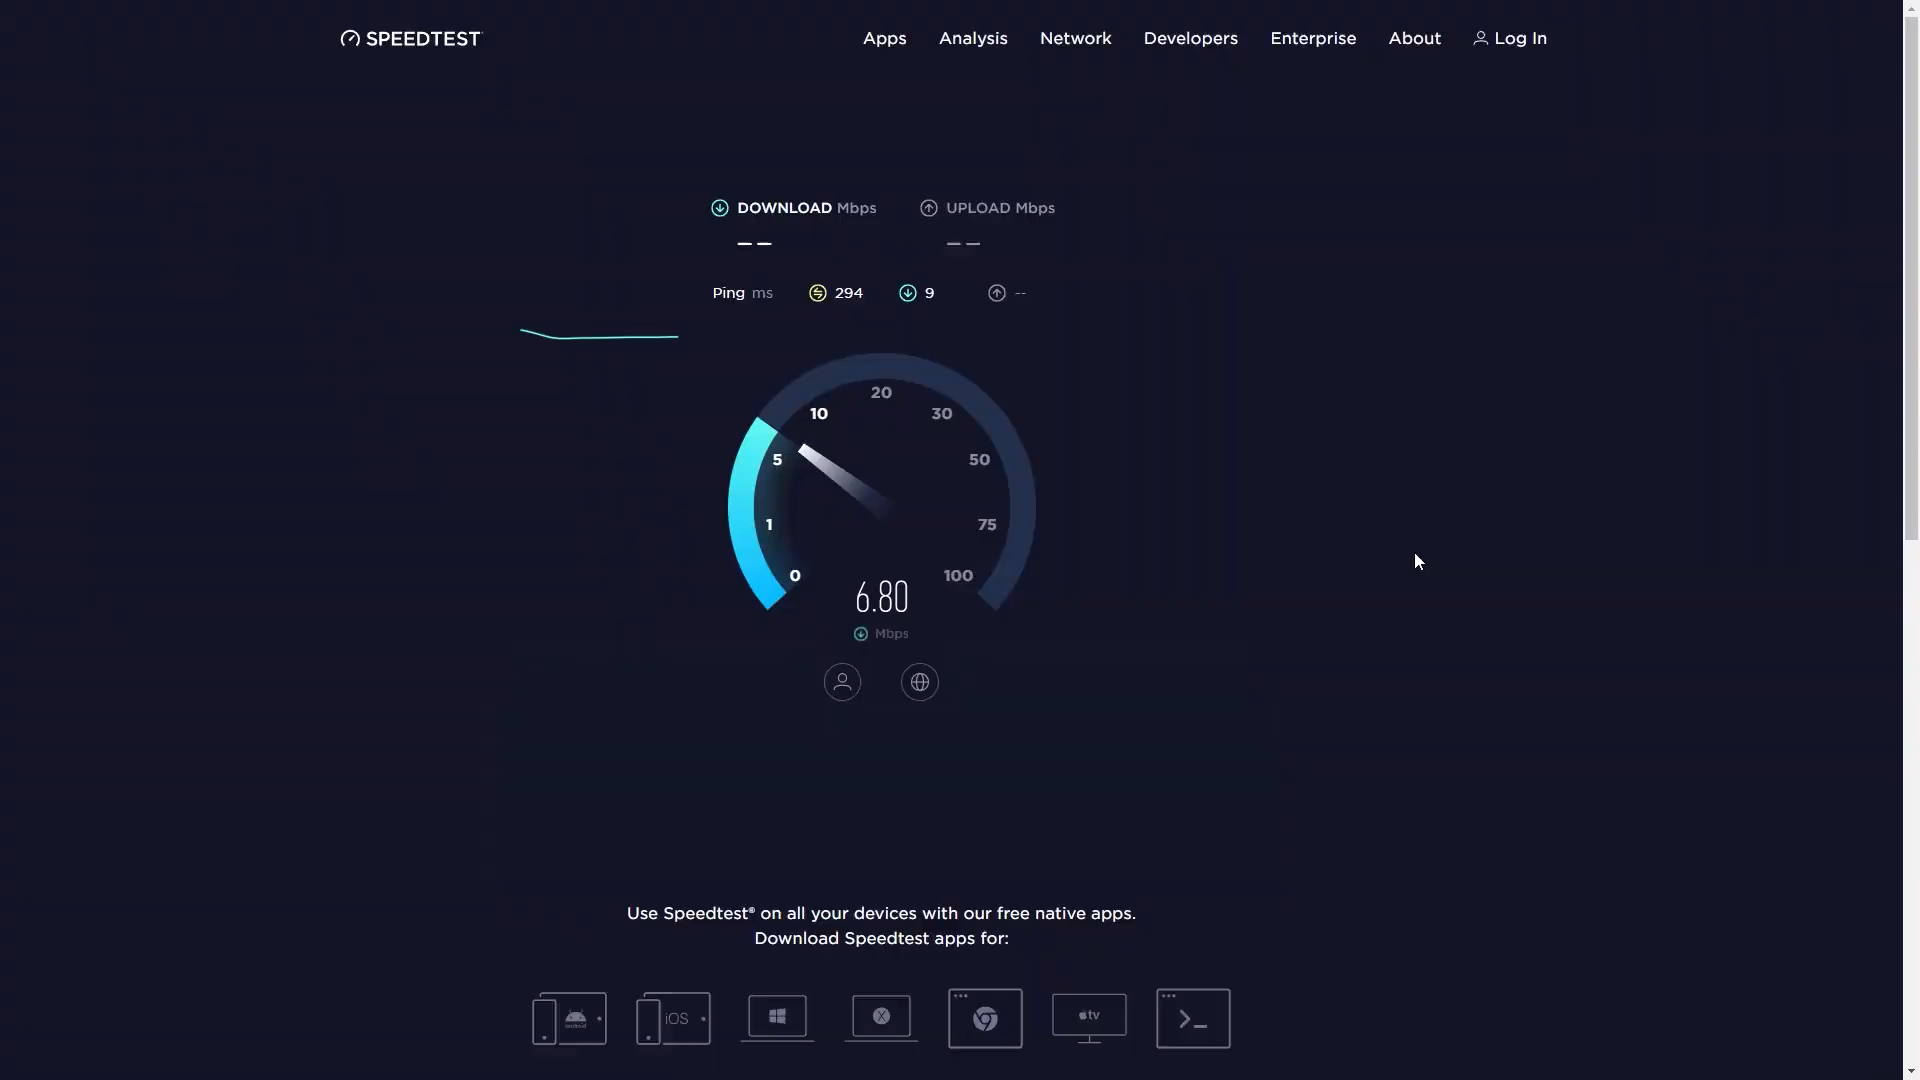 SPEEDTEST
Apps Analysis Network Developers Enterprise About Log In
DOWNLOAD Mbps UPLOAD Mbps
— — — —
Ping ms 294 9 --
0
1
5
10
20
30
50
75
100
6.80
Mbps
Use Speedtest® on all your devices with our free native apps.
Download Speedtest apps for:
android iOS tv